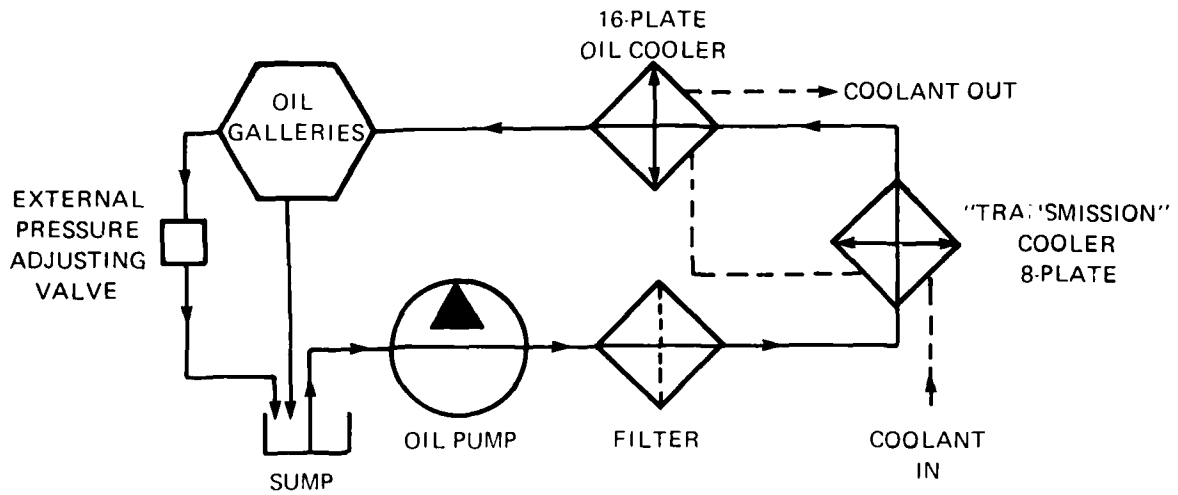 16-PLATE
OIL COOLER
COOLANT OUT
OIL
GALLERIES
EXTERNAL
PRESSURE
ADJUSTING
VALVE
"TRANSMISSION"
COOLER
8-PLATE
OIL PUMP
FILTER
COOLANT
IN
SUMP